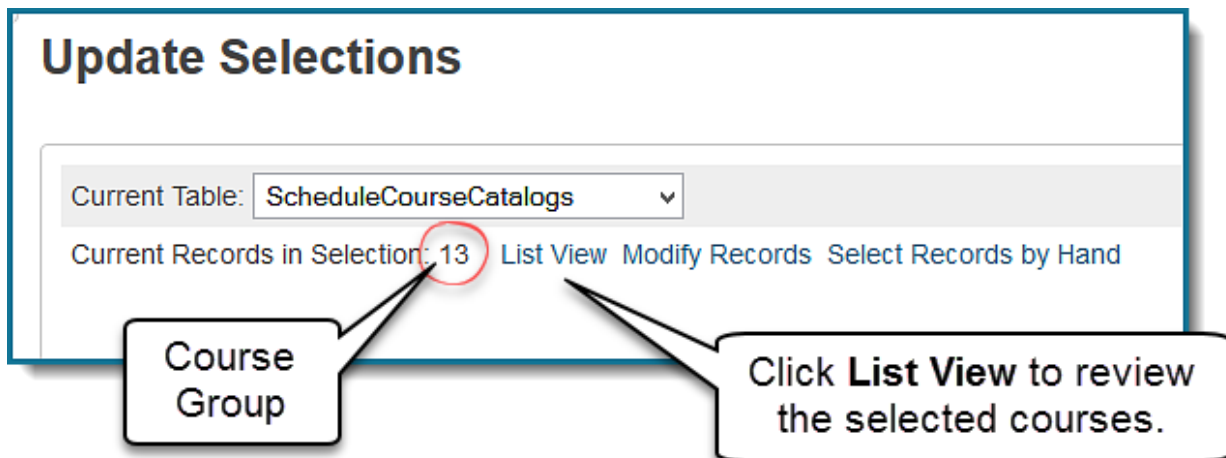 Update Selections
Current Table: ScheduleCourseCatalogs
Current Records in Selection: 13 List View Modify Records Select Records by Hand
Course
Group
Click List View to review
the selected courses.